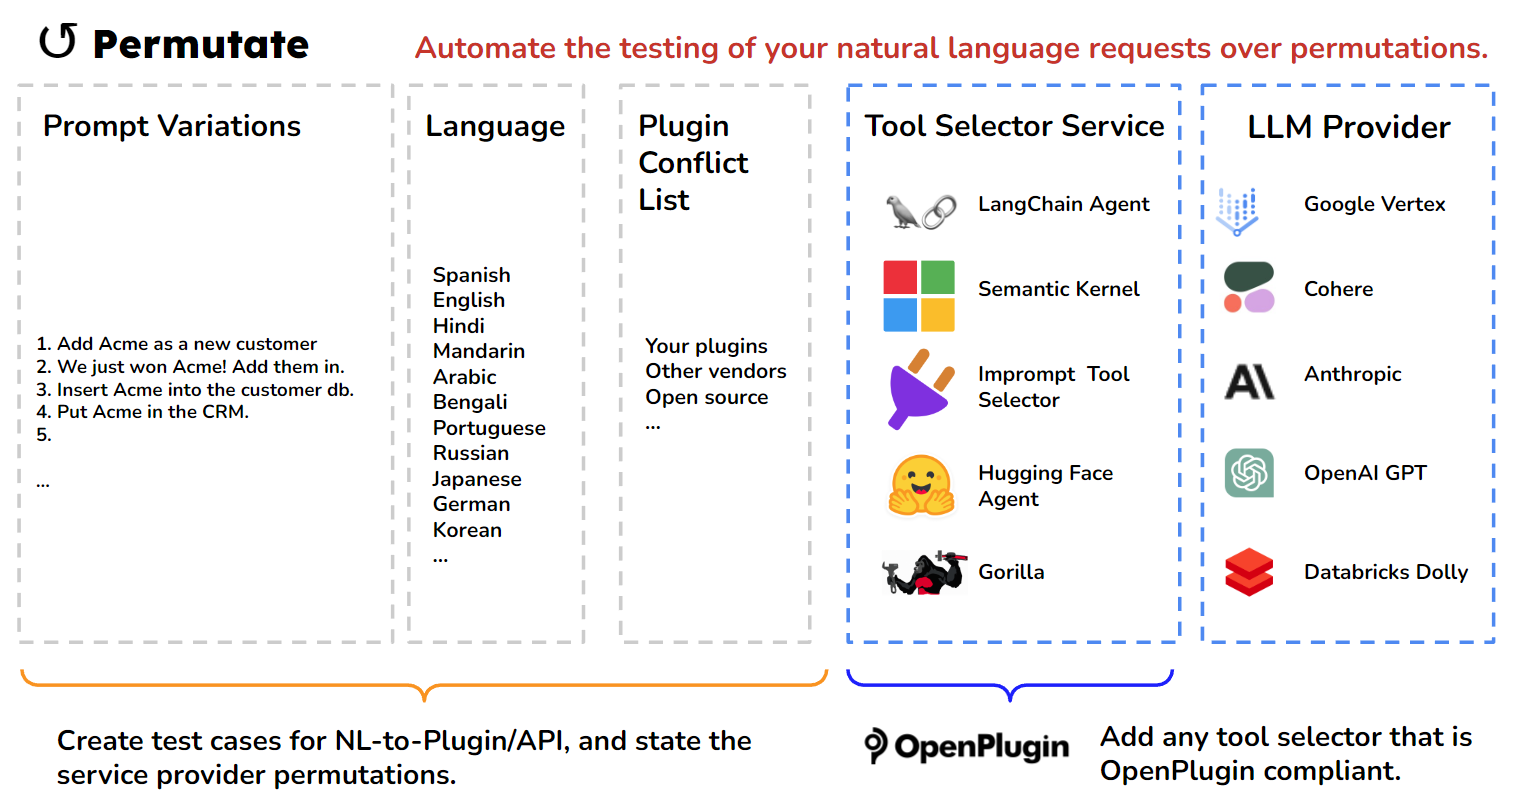 Permutate
Automate the testing of your natural language requests over permutations.
Prompt Variations
1. Add Acme as a new customer
2. We just won Acme! Add them in.
3. Insert Acme into the customer db.
4. Put Acme in the CRM.
5.
...
Language
Spanish
English
Hindi
Mandarin
Arabic
Bengali
Portuguese
Russian
Japanese
German
Korean
...
Plugin
Conflict
List
Your plugins
Other vendors
Open source
...
Tool Selector Service
LangChain Agent
Semantic Kernel
Imprompt  Tool
Selector
Hugging Face
Agent
Gorilla
LLM Provider
Google Vertex
Cohere
Anthropic
OpenAI GPT
Databricks Dolly
Create test cases for NL-to-Plugin/API, and state the
service provider permutations.
OpenPlugin
Add any tool selector that is
OpenPlugin compliant.